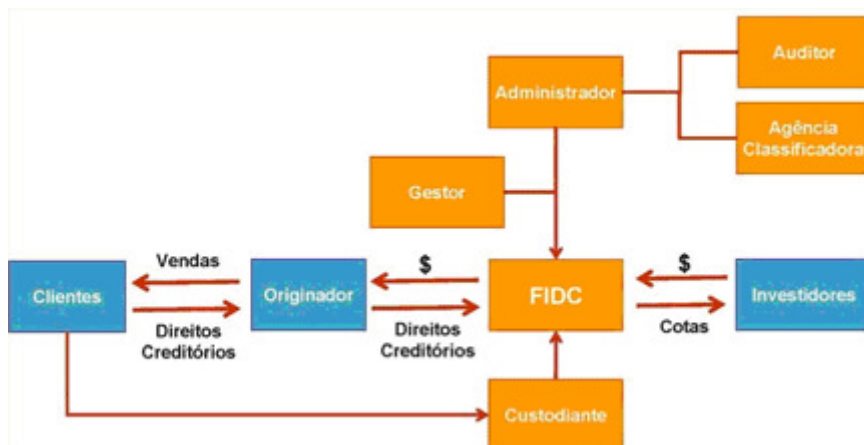 Auditor
Administrador
Agência
Classificadora
Gestor
Vendas
$
$
Clientes
Originador
FIDC
Investidores
Direitos
Creditórios
Direitos
Creditórios
Cotas
Custodiante